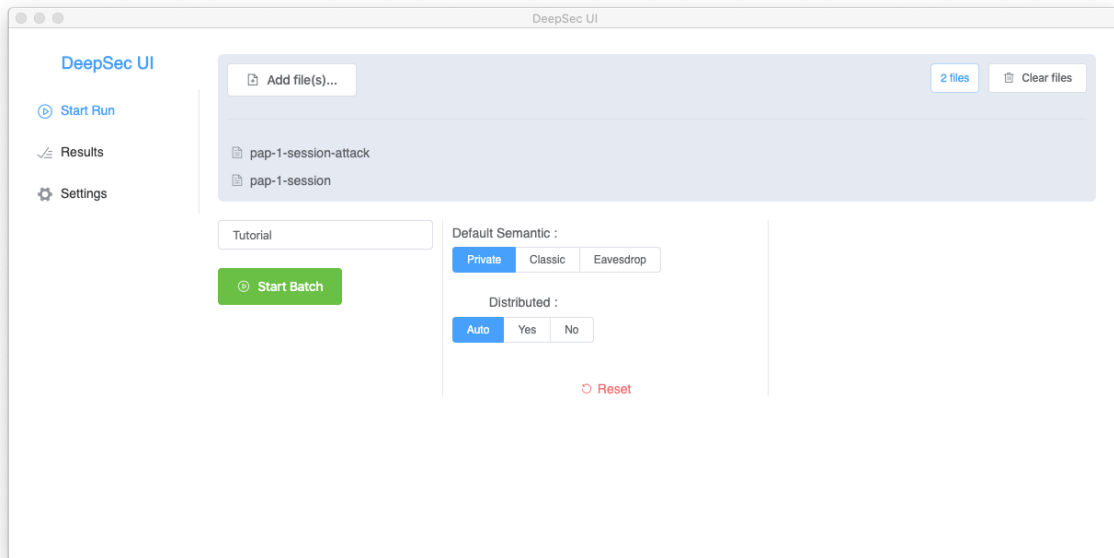 DeepSec UI
DeepSec UI
Start Run
Results
Settings
Add file(s)...
2 files
Clear files
pap-1-session-attack
pap-1-session
Tutorial
Start Batch
Default Semantic :
Private Classic Eavesdrop
Distributed :
Auto Yes No
Reset